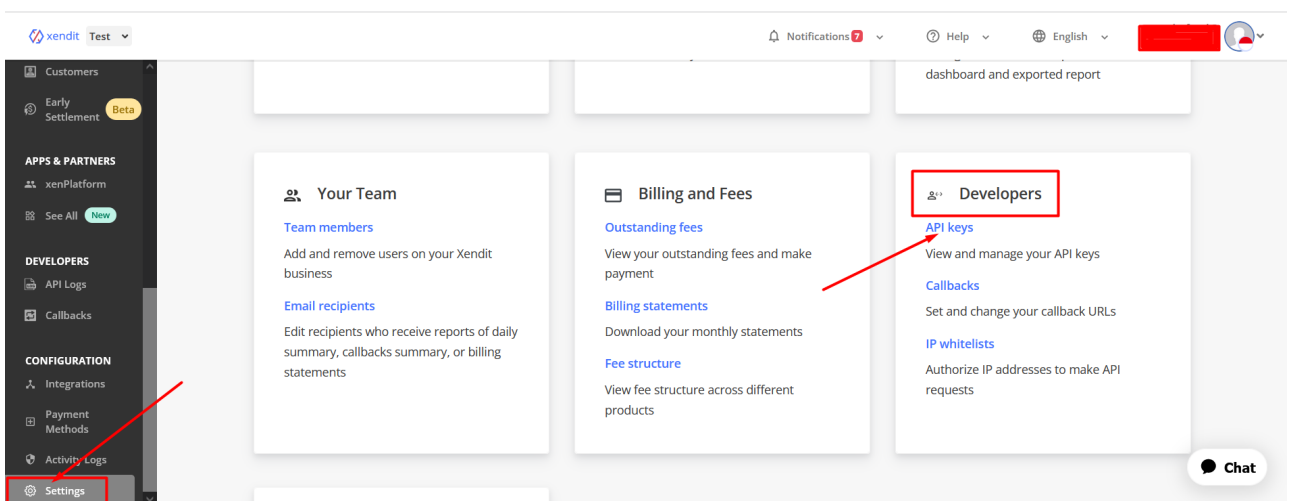 xendit Test
Notifications 7
Help
English
Customers
Early
Settlement
Beta
APPS & PARTNERS
xenPlatform
See All New
DEVELOPERS
API Logs
Callbacks
CONFIGURATION
Integrations
Payment
Methods
Activity Logs
Settings
dashboard and exported report
Your Team
Team members
Add and remove users on your Xendit
business
Email recipients
Edit recipients who receive reports of daily
summary, callbacks summary, or billing
statements
Billing and Fees
Outstanding fees
View your outstanding fees and make
payment
Billing statements
Download your monthly statements
Fee structure
View fee structure across different
products
Developers
API keys
View and manage your API keys
Callbacks
Set and change your callback URLs
IP whitelists
Authorize IP addresses to make API
requests
Chat